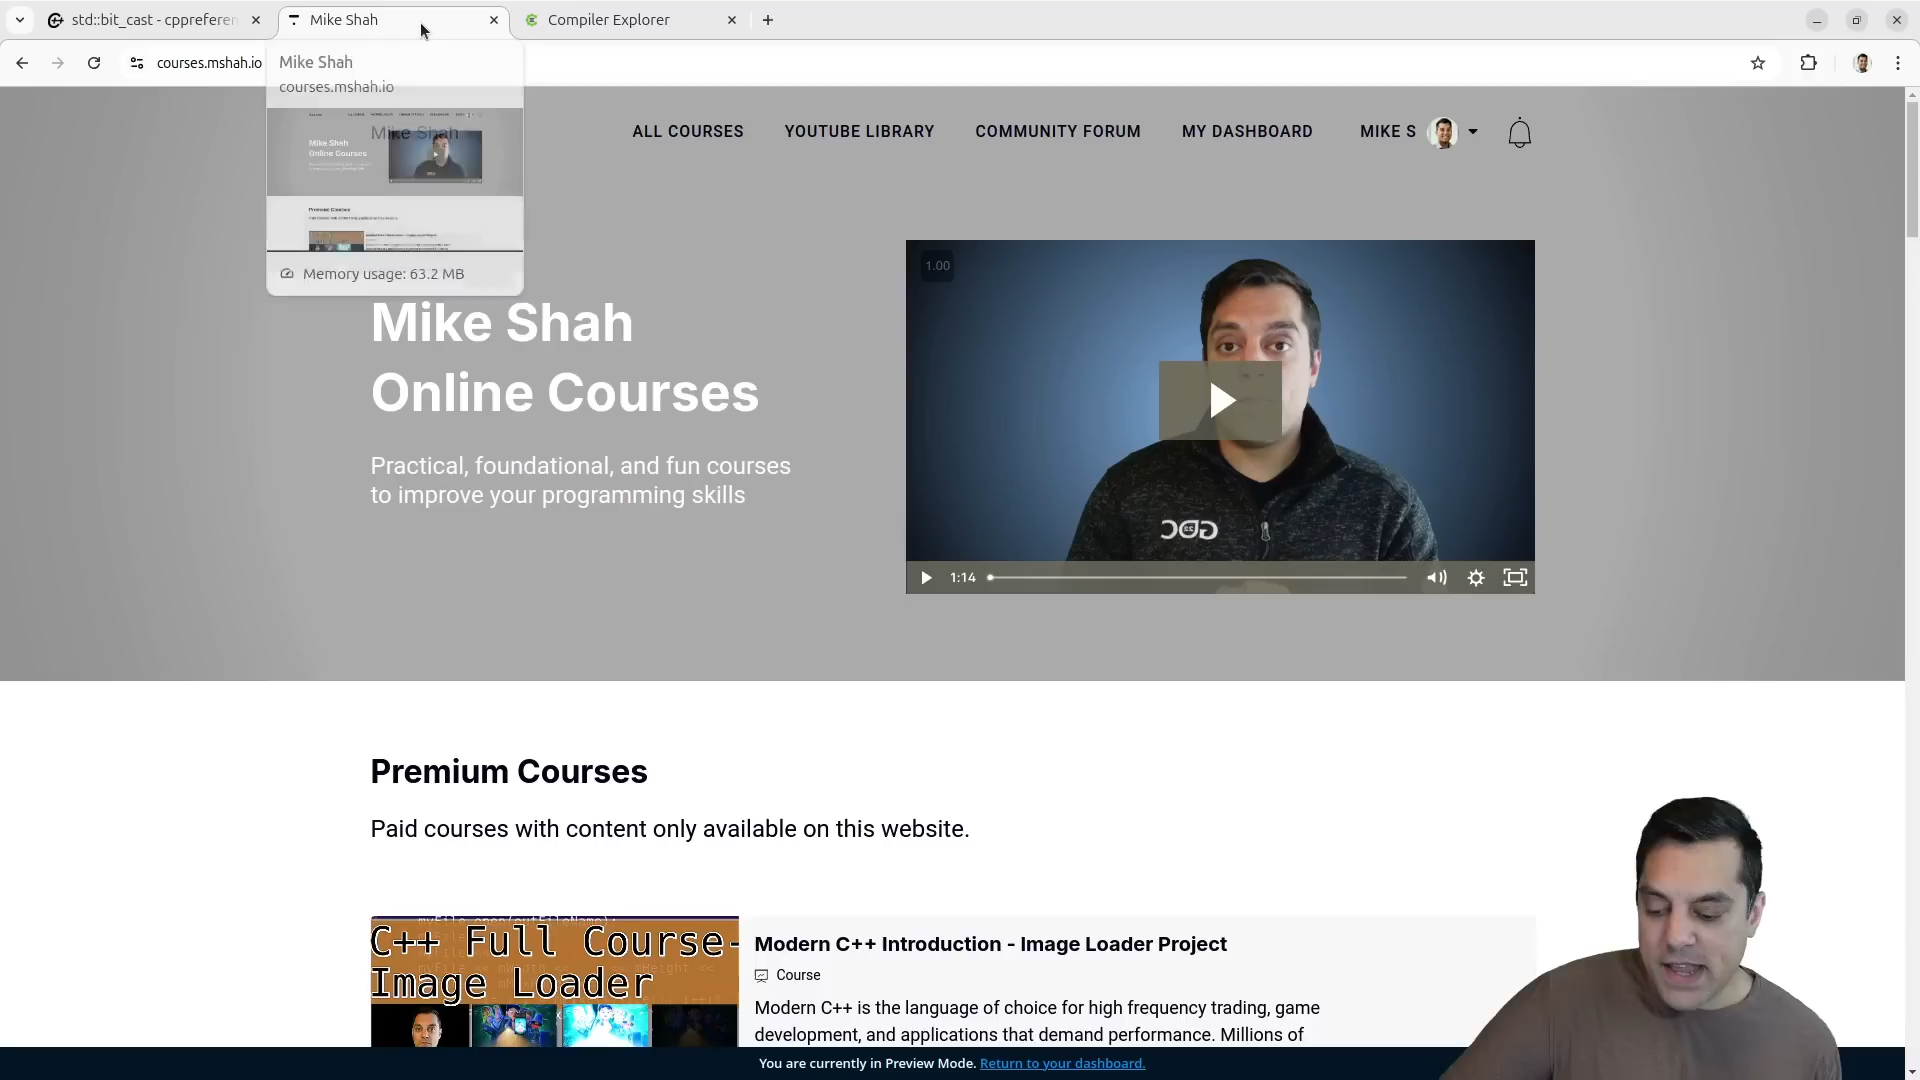 std::bit_cast - cppreferen
Mike Shah
Compiler Explorer
courses.mshah.io
Mike Shah
courses.mshah.io
Memory usage: 63.2 MB
Mike Shah
ALL COURSES
YOUTUBE LIBRARY
COMMUNITY FORUM
MY DASHBOARD
MIKE S
1.00
Mike Shah
Online Courses
Practical, foundational, and fun courses
to improve your programming skills
GDC
1:14
Premium Courses
Paid courses with content only available on this website.
C++ Full Course-
Image Loader
Modern C++ Introduction - Image Loader Project
Course
Modern C++ is the language of choice for high frequency trading, game
development, and applications that demand performance. Millions of
You are currently in Preview Mode. Return to your dashboard.